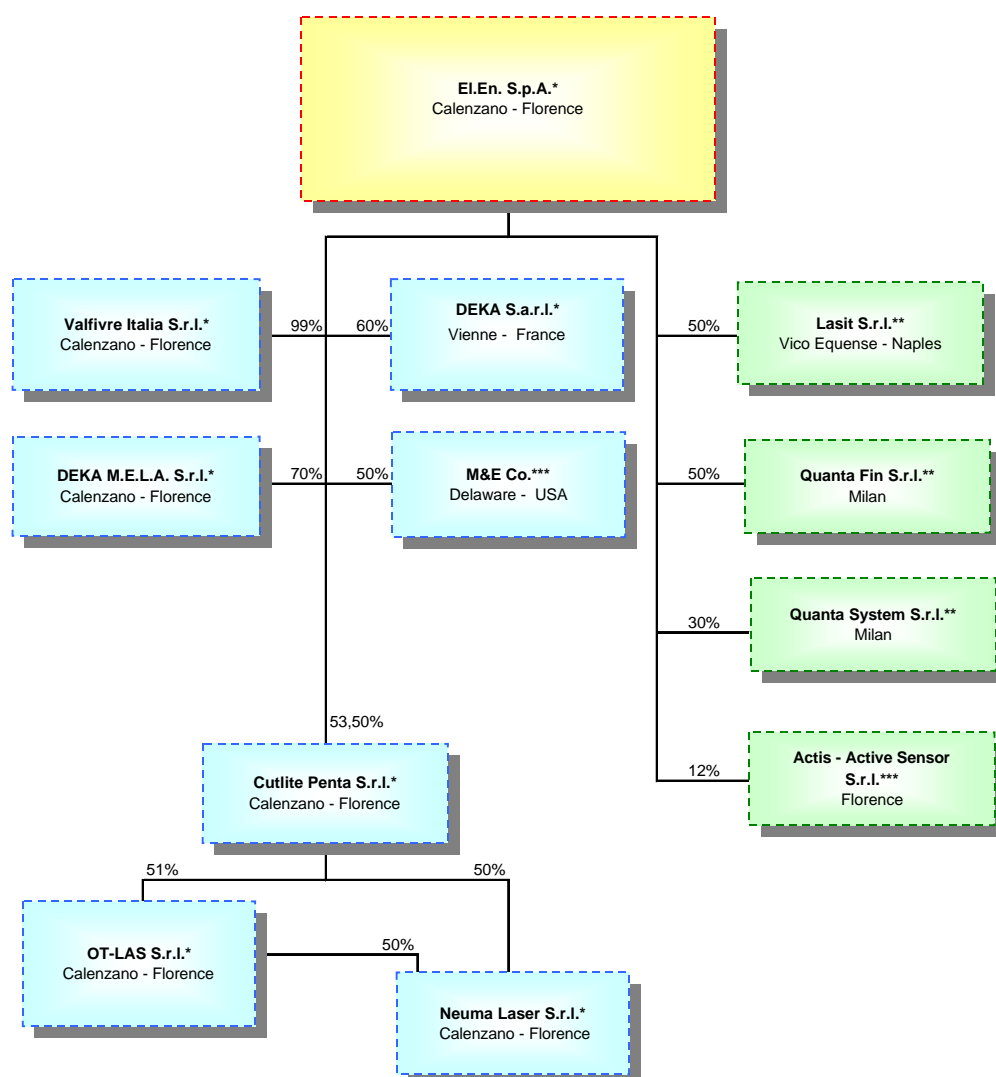 El.En. S.p.A.*
Calenzano - Florence
Valfivre Italia S.r.l.*
Calenzano - Florence
99%
60%
DEKA S.a.r.l.*
Vienne - France
50%
Lasit S.r.l.**
Vico Equense - Naples
DEKA M.E.L.A. S.r.l.*
Calenzano - Florence
70%
50%
M&E Co.***
Delaware - USA
50%
Quanta Fin S.r.l.**
Milan
30%
Quanta System S.r.l.**
Milan
53,50%
Cutlite Penta S.r.l.*
Calenzano - Florence
12%
Actis - Active Sensor
S.r.l.***
Florence
51%
50%
OT-LAS S.r.l.*
Calenzano - Florence
50%
Neuma Laser S.r.l.*
Calenzano - Florence